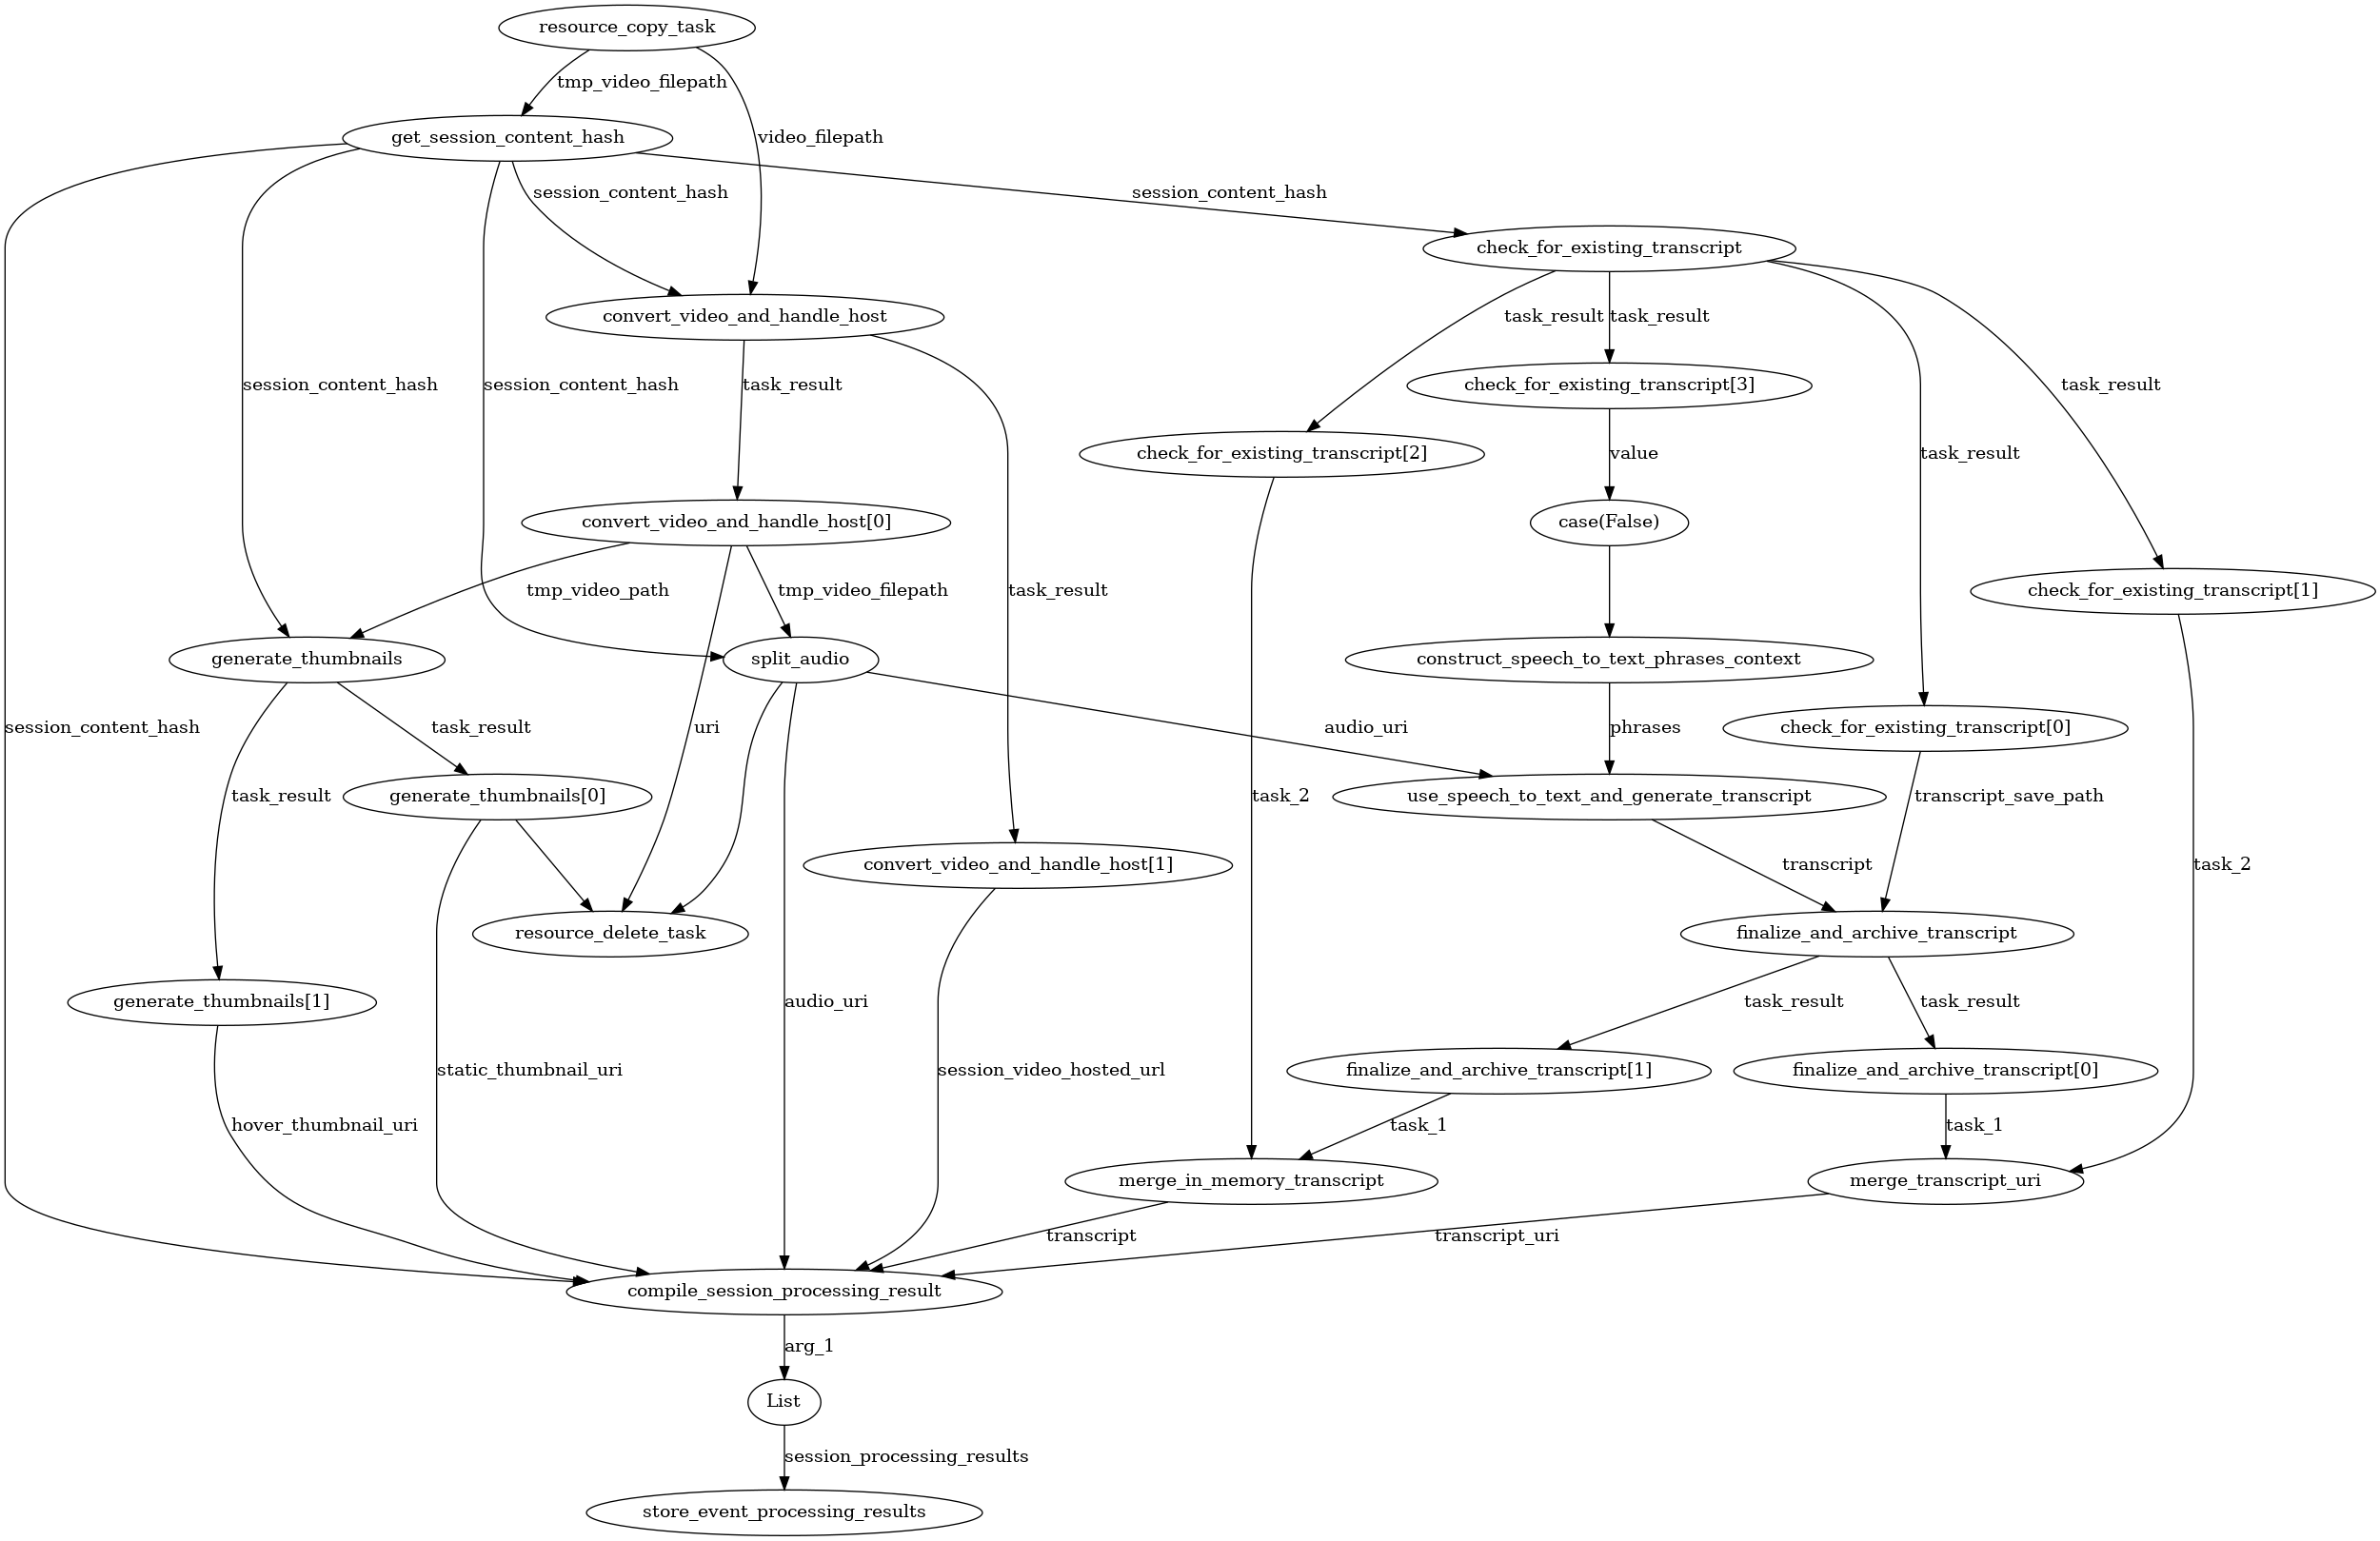 resource_copy_task
tmp_video_filepath
get_session_content_hash
video_filepath
session_content_hash
session_content_hash
check_for_existing_transcript
convert_video_and_handle_host
task_result
task_result
session_content_hash
session_content_hash
task_result
check_for_existing_transcript[3]
task_result
check_for_existing_transcript[2]
value
task_result
convert_video_and_handle_host[0]
case(False)
tmp_video_path
tmp_video_filepath
task_result
check_for_existing_transcript[1]
generate_thumbnails
split_audio
construct_speech_to_text_phrases_context
session_content_hash
task_result
uri
audio_uri
phrases
check_for_existing_transcript[0]
task_result
generate_thumbnails[0]
task_2
use_speech_to_text_and_generate_transcript
transcript_save_path
convert_video_and_handle_host[1]
transcript
task_2
resource_delete_task
finalize_and_archive_transcript
generate_thumbnails[1]
audio_uri
task_result
task_result
static_thumbnail_uri
session_video_hosted_url
finalize_and_archive_transcript[1]
finalize_and_archive_transcript[0]
hover_thumbnail_uri
task_1
task_1
merge_in_memory_transcript
merge_transcript_uri
transcript
transcript_uri
compile_session_processing_result
arg_1
List
session_processing_results
store_event_processing_results